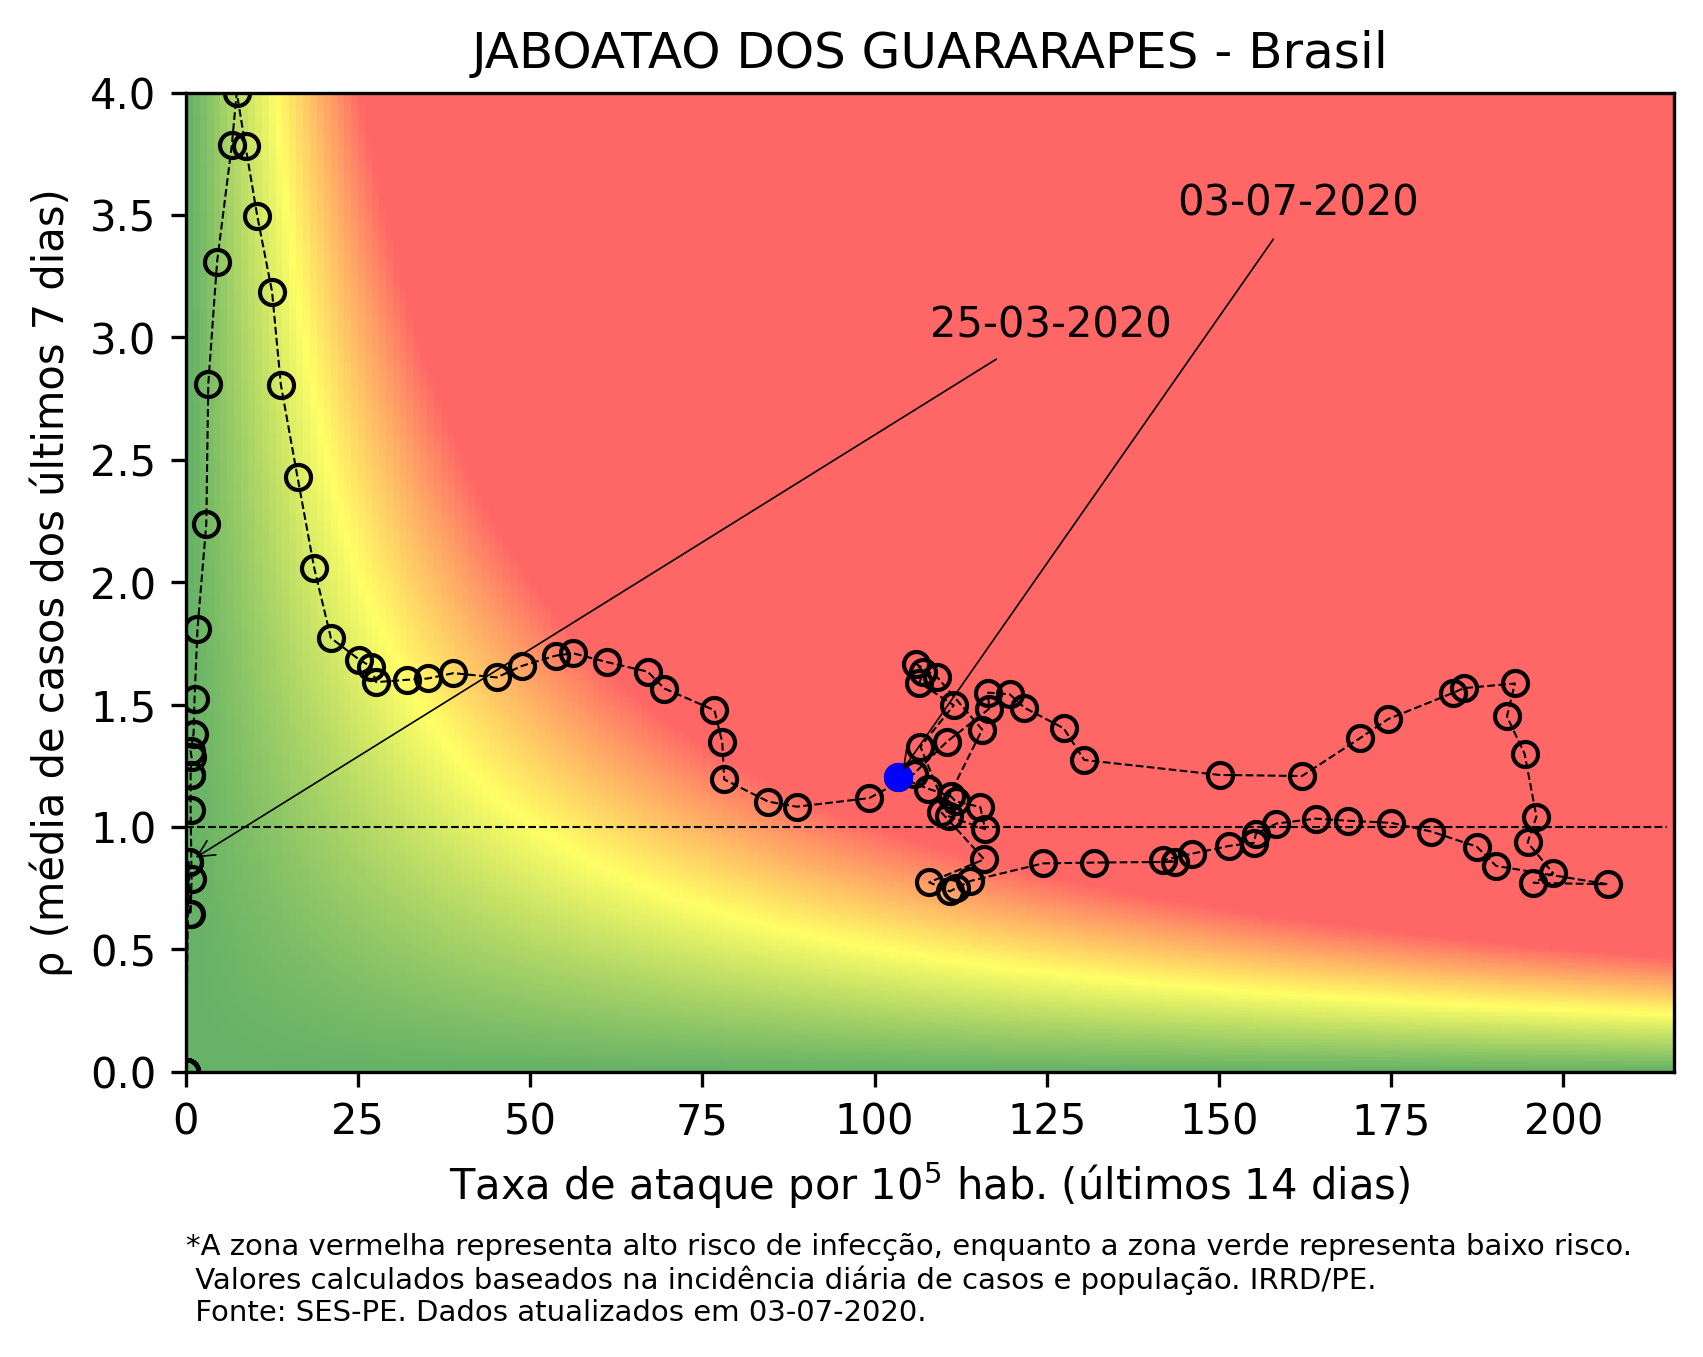 JABOATAO DOS GUARARAPES - Brasil
4.0
3.5
3.0
2.5
2.0
1.5
1.0
0.5
0.0
ρ (média de casos dos últimos 7 dias)
03-07-2020
25-03-2020
0 25 50 75 100 125 150 175 200
Taxa de ataque por 10⁵ hab. (últimos 14 dias)
*A zona vermelha representa alto risco de infecção, enquanto a zona verde representa baixo risco.
Valores calculados baseados na incidência diária de casos e população. IRRD/PE.
Fonte: SES-PE. Dados atualizados em 03-07-2020.